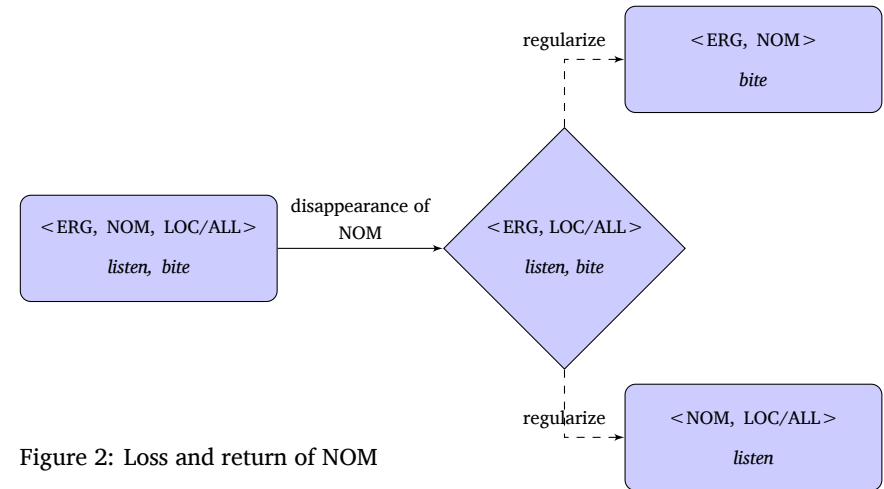 regularize
<ERG, NOM>
bite
<ERG, NOM, LOC/ALL>
listen, bite
disappearance of
NOM
<ERG, LOC/ALL>
listen, bite
regularize
<NOM, LOC/ALL>
listen
Figure 2: Loss and return of NOM